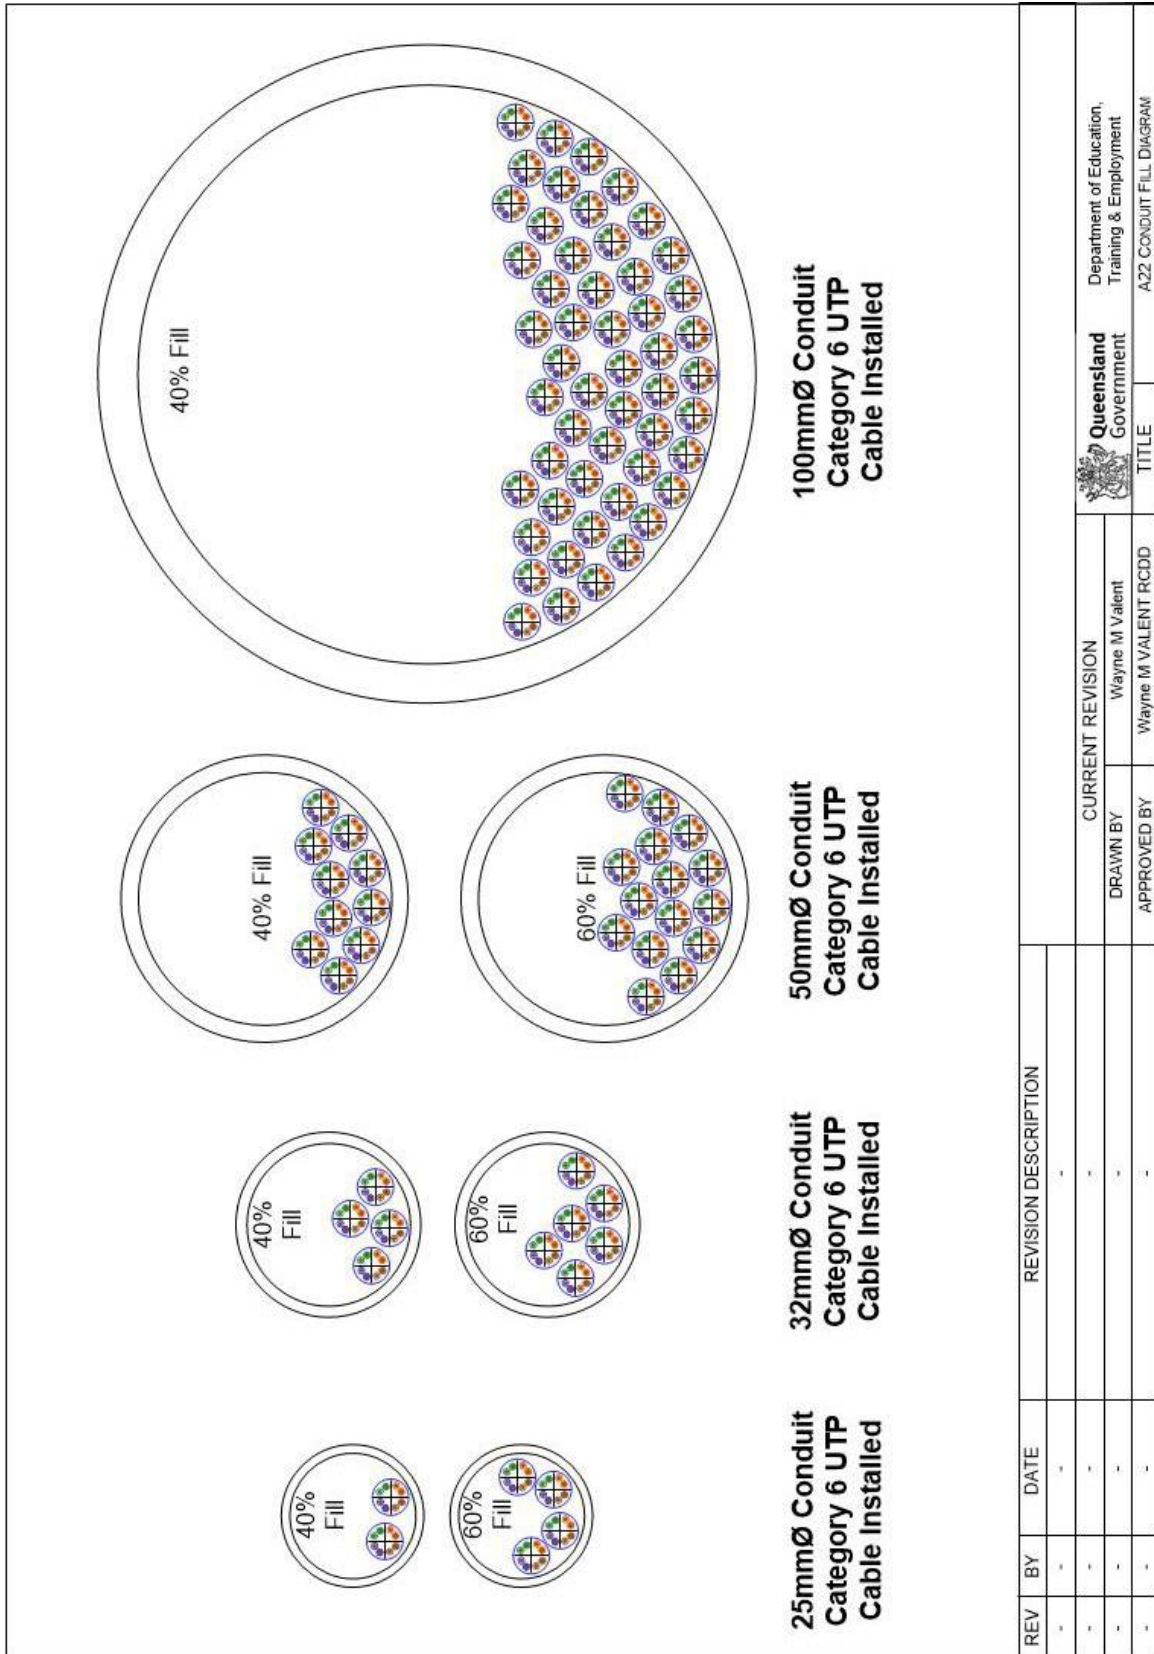 40%
Fill
60%
Fill
25mmØ Conduit
Category 6 UTP
Cable Installed
40%
Fill
60%
Fill
32mmØ Conduit
Category 6 UTP
Cable Installed
40% Fill
60% Fill
50mmØ Conduit
Category 6 UTP
Cable Installed
40% Fill
100mmØ Conduit
Category 6 UTP
Cable Installed
REV BY DATE REVISION DESCRIPTION
- - - -
- - - -
- - - -
- - - -
CURRENT REVISION
DRAWN BY Wayne M Valent
APPROVED BY Wayne M VALENT RCDD
Queensland
Government
Department of Education,
Training & Employment
TITLE A22 CONDUIT FILL DIAGRAM